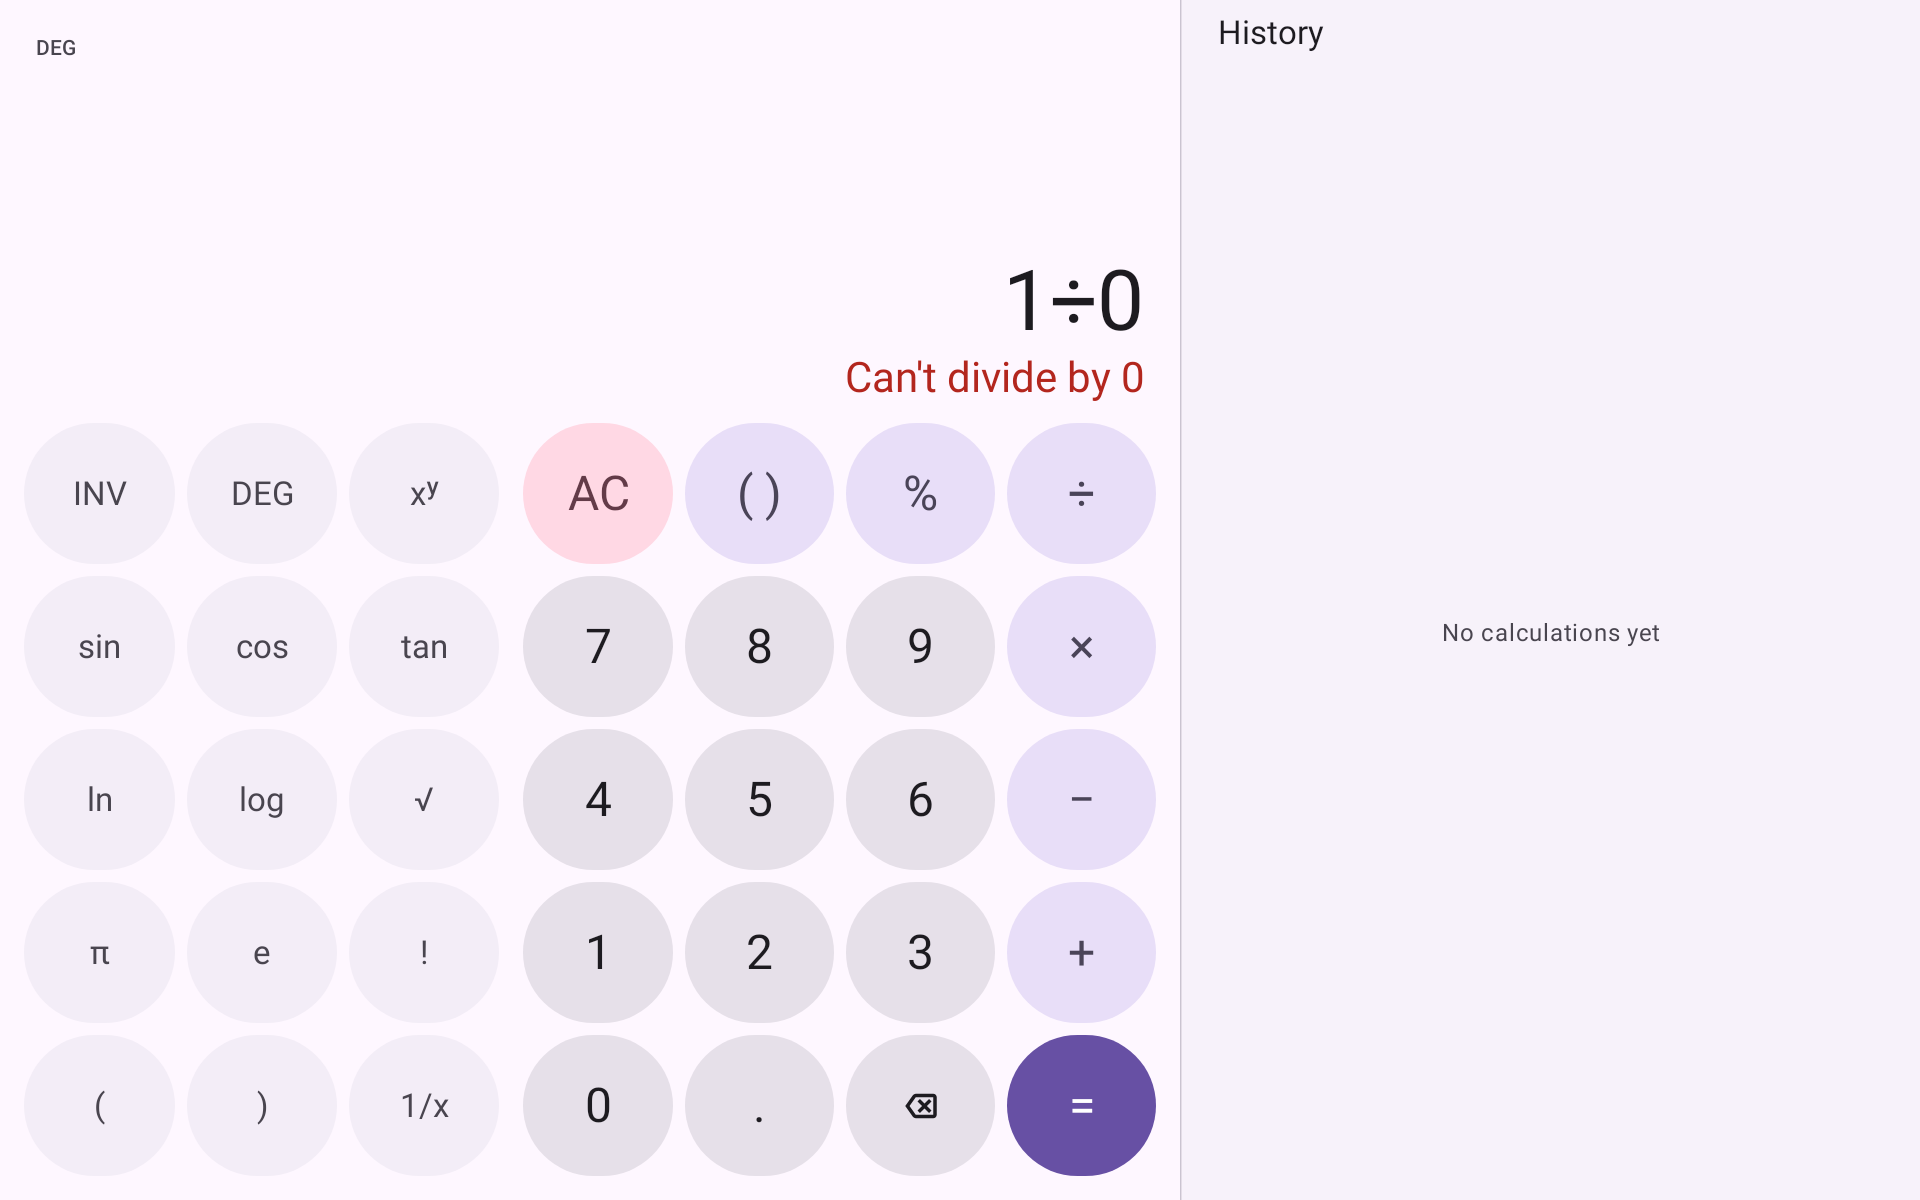 DEG
1÷0
Can't divide by 0
INV DEG xʸ AC ( ) % ÷
sin cos tan 7 8 9 ×
ln log √ 4 5 6 −
π e ! 1 2 3 +
( ) 1/x 0 . =
History
No calculations yet